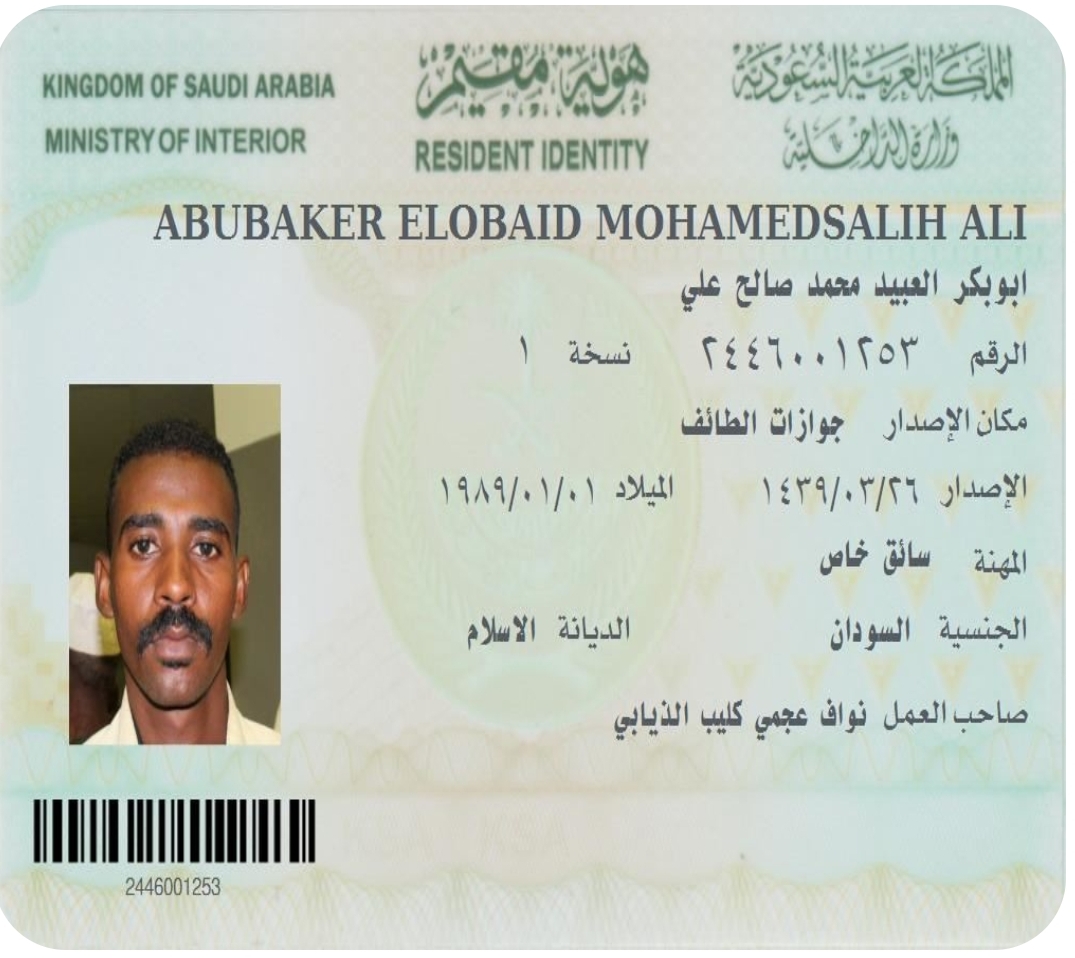 KINGDOM OF SAUDI ARABIA
MINISTRY OF INTERIOR
هوية مقيم
RESIDENT IDENTITY
المملكة العربية السعودية
وزارة الداخلية
ABUBAKER ELOBAID MOHAMEDSALIH ALI
ابوبكر العبيد محمد صالح علي
الرقم ٢٤٤٦٠٠١٢٥٣ نسخة ١
مكان الإصدار جوازات الطائف
الإصدار ١٤٣٩/٠٣/٢٦ الميلاد ١٩٨٩/٠١/٠١
المهنة سائق خاص
الجنسية السودان الديانة الاسلام
صاحب العمل نواف عجمي كليب الذيابي
2446001253